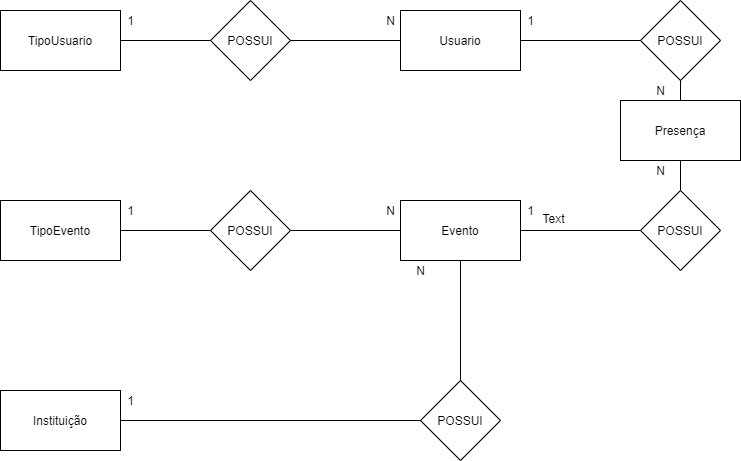 1
N
1
TipoUsuario
POSSUI
Usuario
POSSUI
N
Presença
N
1
N
1
Text
TipoEvento
POSSUI
Evento
POSSUI
N
1
Instituição
POSSUI